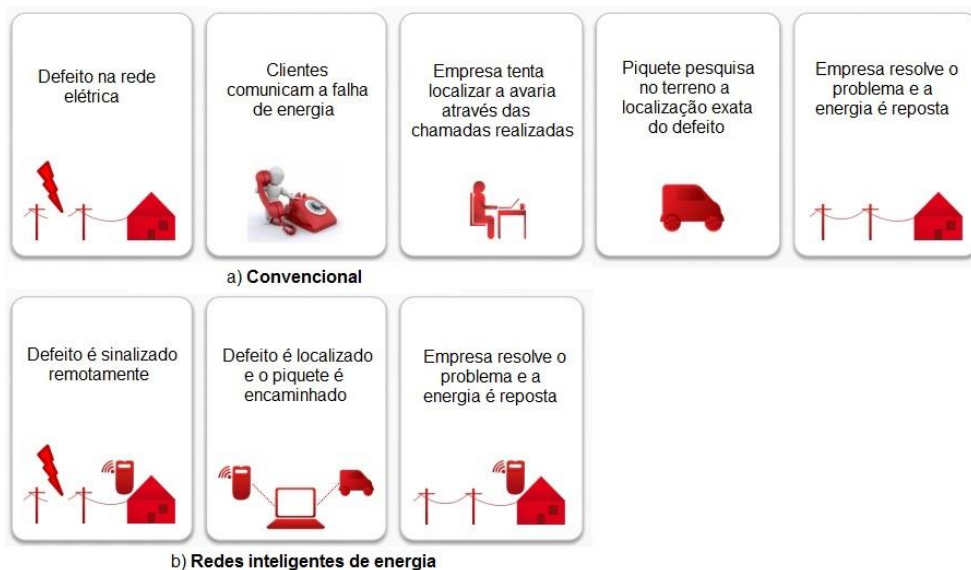 Defeito na rede
elétrica
Clientes
comunicam a falha
de energia
Empresa tenta
localizar a avaria
através das
chamadas realizadas
Piquete pesquisa
no terreno a
localização exata
do defeito
Empresa resolve o
problema e a
energia é reposta
a) Convencional
Defeito é sinalizado
remotamente
Defeito é localizado
e o piquete é
encaminhado
Empresa resolve o
problema e a
energia é reposta
b) Redes inteligentes de energia